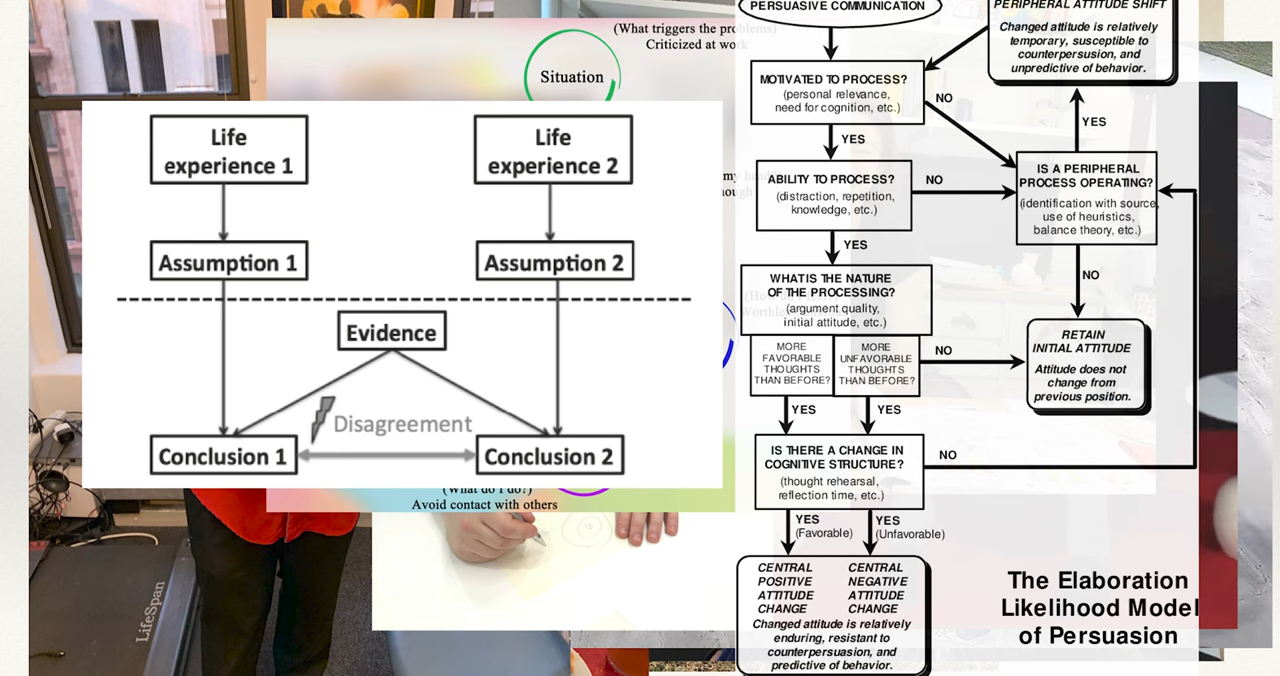 (What triggers the problems)
Criticized at work
Situation
Life
experience 1
Life
experience 2
Assumption 1
Assumption 2
Evidence
Disagreement
Conclusion 1
Conclusion 2
(What do I do?)
Avoid contact with others
LifeSpan
PERSUASIVE COMMUNICATION
PERIPHERAL ATTITUDE SHIFT
Changed attitude is relatively
temporary, susceptible to
counterpersusion, and
unpredictive of behavior.
MOTIVATED TO PROCESS?
(personal relevance,
need for cognition, etc.)
NO
YES
YES
ABILITY TO PROCESS?
(distraction, repetition,
knowledge, etc.)
NO
IS A PERIPHERAL
PROCESS OPERATING?
(identification with source,
use of heuristics,
balance theory, etc.)
YES
NO
WHAT IS THE NATURE
OF THE PROCESSING?
(argument quality,
initial attitude, etc.)
MORE
FAVORABLE
THOUGHTS
THAN BEFORE?
MORE
UNFAVORABLE
THOUGHTS
THAN BEFORE?
NO
RETAIN
INITIAL ATTITUDE
Attitude does not
change from
previous position.
YES
YES
IS THERE A CHANGE IN
COGNITIVE STRUCTURE?
(thought rehearsal,
reflection time, etc.)
NO
YES
(Favorable)
YES
(Unfavorable)
CENTRAL
POSITIVE
ATTITUDE
CHANGE
CENTRAL
NEGATIVE
ATTITUDE
CHANGE
Changed attitude is relatively
enduring, resistant to
counterpersuasion, and
predictive of behavior.
The Elaboration
Likelihood Model
of Persuasion